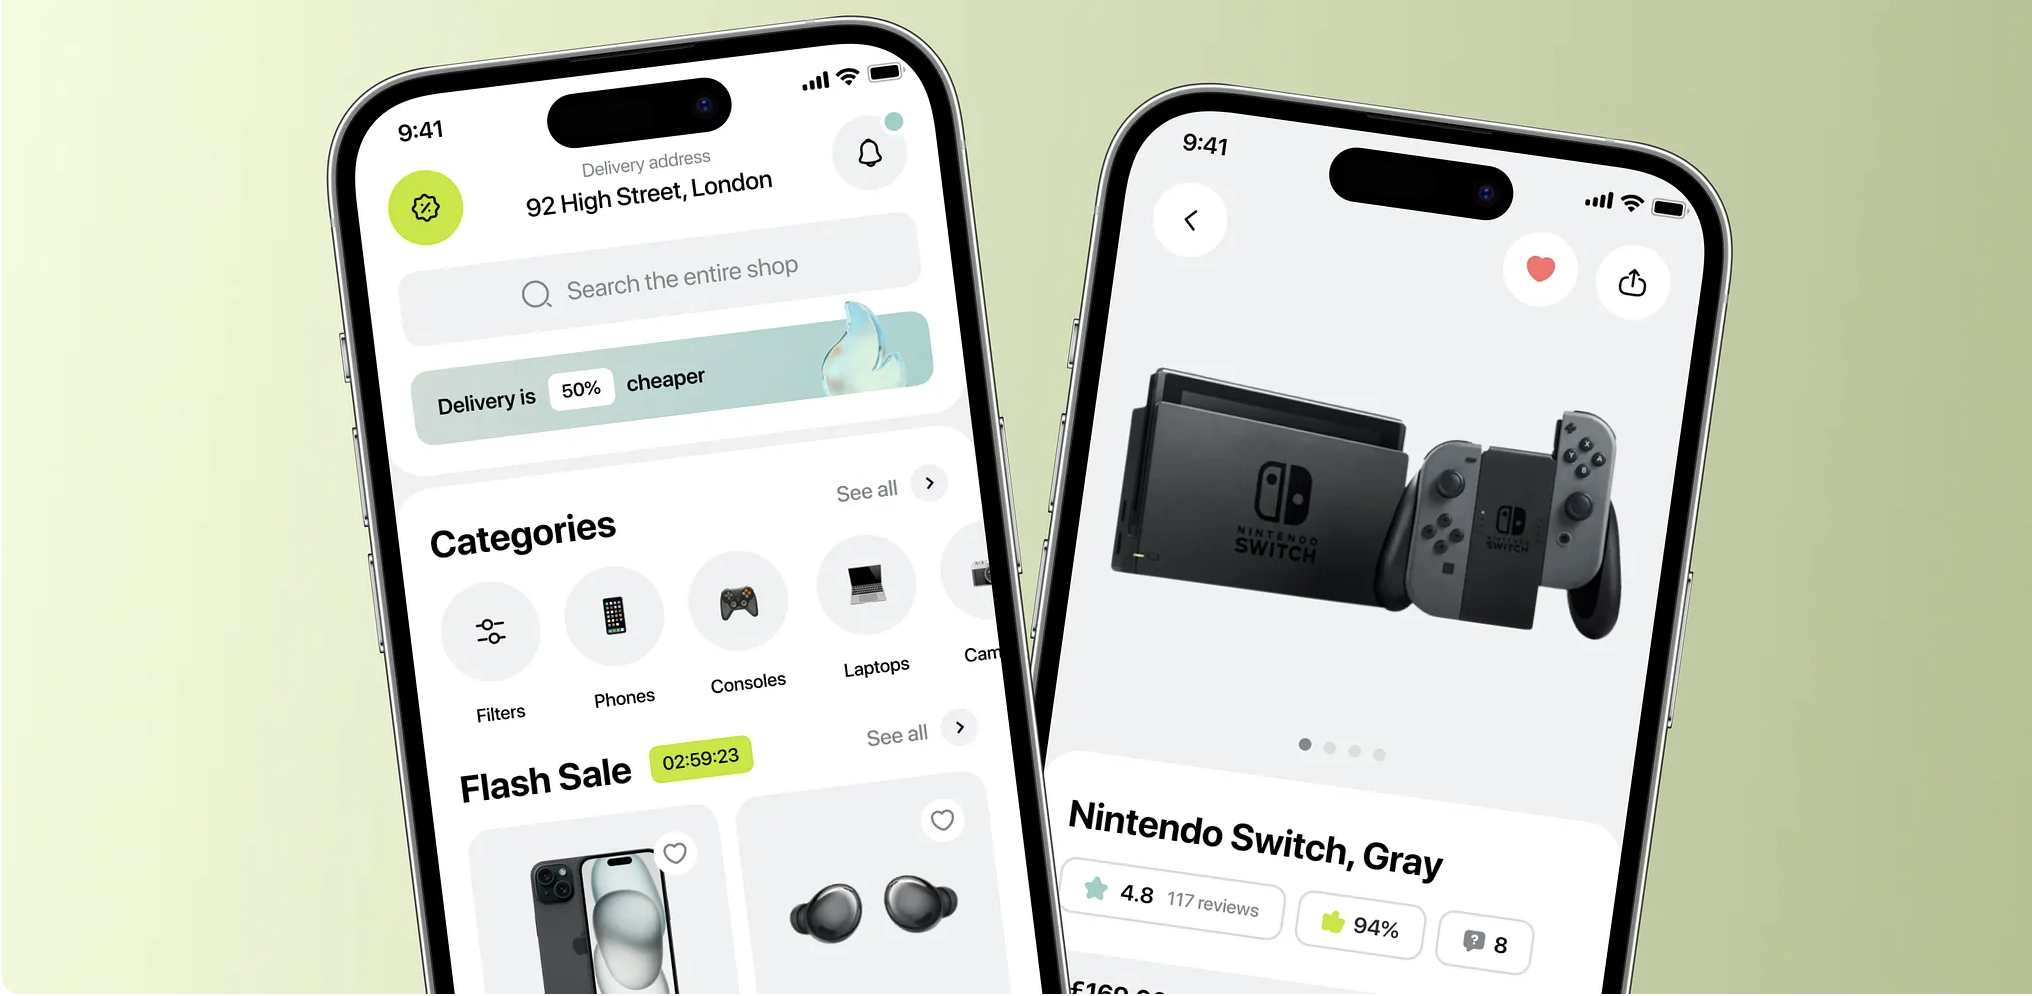 9:41
Delivery address
92 High Street, London
Search the entire shop
Delivery is 50% cheaper
Categories
See all
Filters
Phones
Consoles
Laptops
Flash Sale
02:59:23
See all
9:41
NINTENDO
SWITCH
NINTENDO
SWITCH
X
Y
A
B
Nintendo Switch, Gray
4.8
117 reviews
94%
8